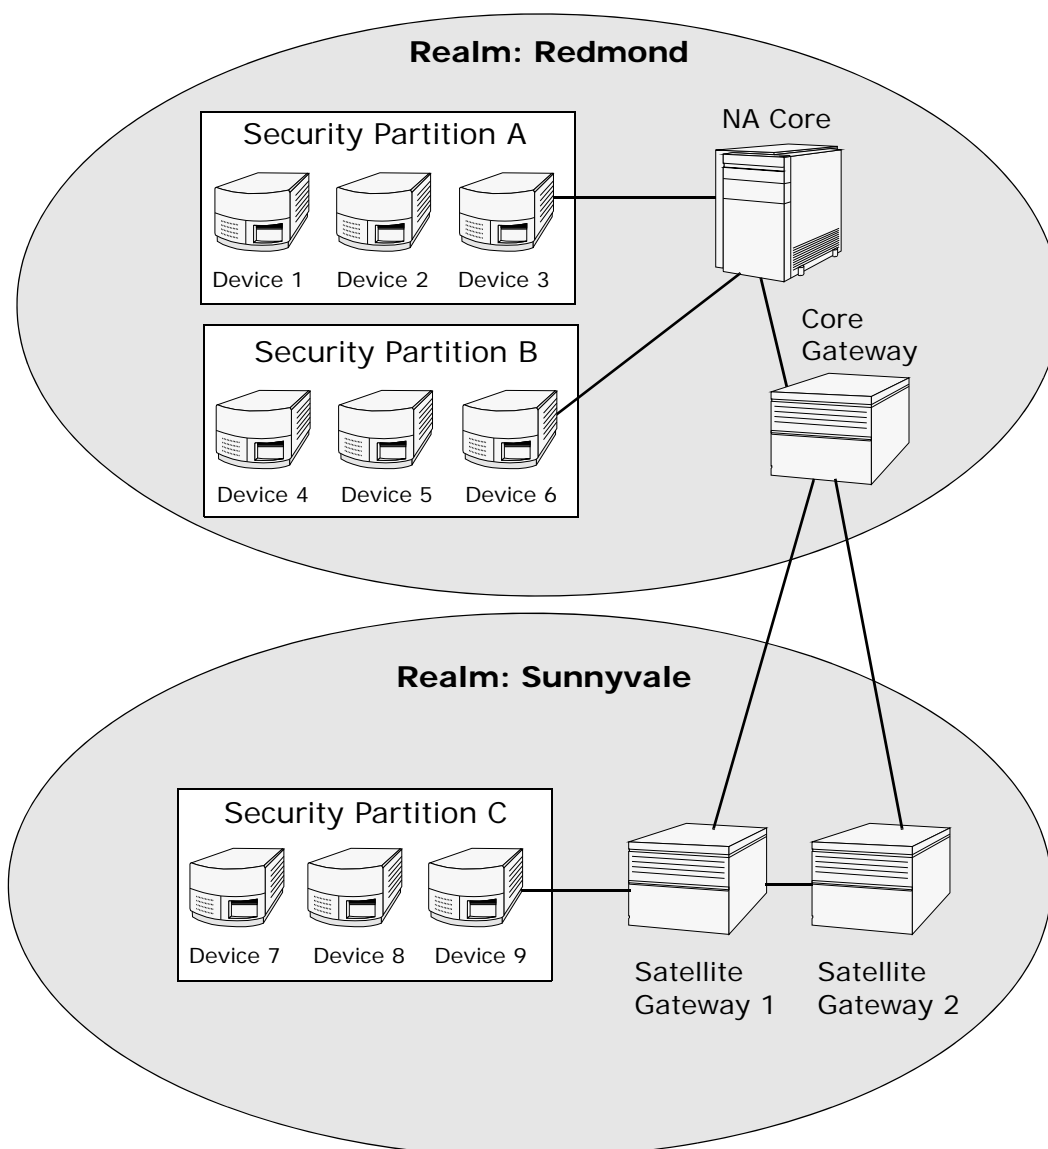 Realm: Redmond
Security Partition A
Device 1
Device 2
Device 3
NA Core
Security Partition B
Device 4
Device 5
Device 6
Core
Gateway
Realm: Sunnyvale
Security Partition C
Device 7
Device 8
Device 9
Satellite
Gateway 1
Satellite
Gateway 2